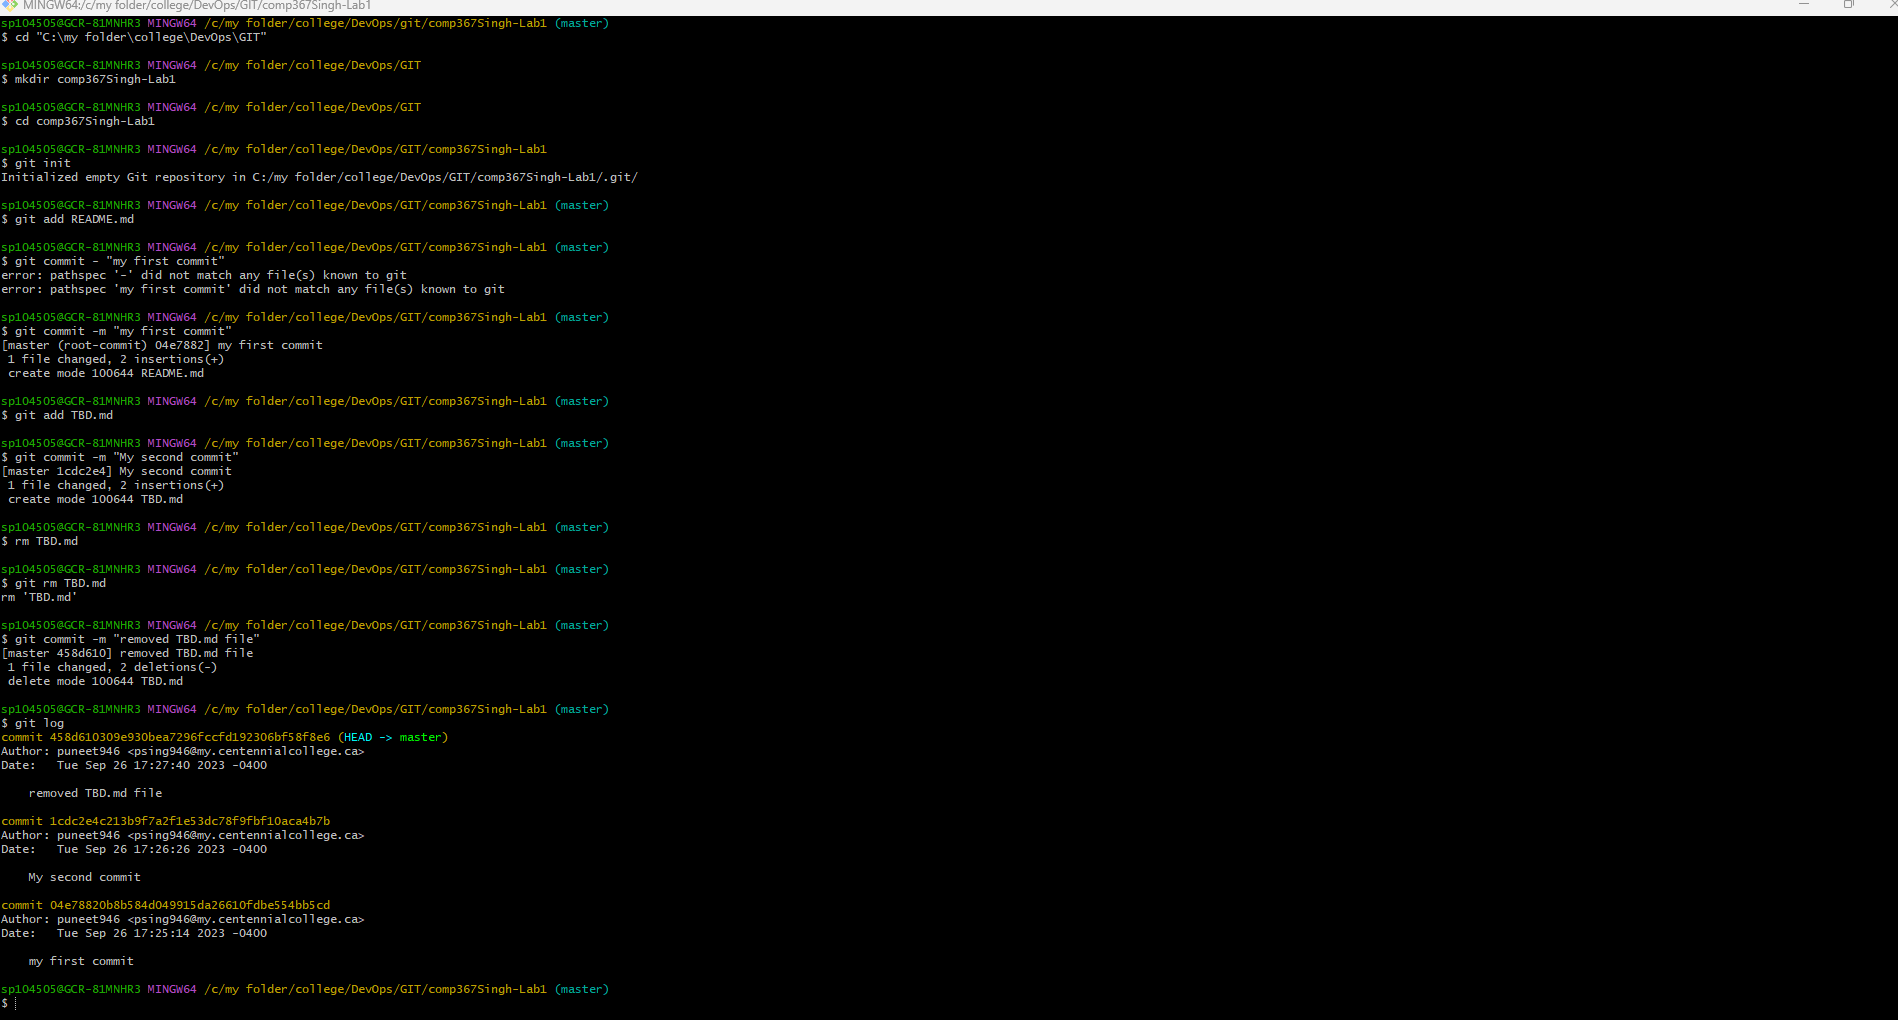 MINGW64:/c/my folder/college/DevOps/GIT/comp367Singh-Lab1
sp104505@GCR-81MNHR3 MINGW64 /c/my folder/college/DevOps/git/comp367Singh-Lab1 (master)
$ cd "C:\my folder\college\DevOps\GIT"
sp104505@GCR-81MNHR3 MINGW64 /c/my folder/college/DevOps/GIT
$ mkdir comp367Singh-Lab1
sp104505@GCR-81MNHR3 MINGW64 /c/my folder/college/DevOps/GIT
$ cd comp367Singh-Lab1
sp104505@GCR-81MNHR3 MINGW64 /c/my folder/college/DevOps/GIT/comp367Singh-Lab1
$ git init
Initialized empty Git repository in C:/my folder/college/DevOps/GIT/comp367Singh-Lab1/.git/
sp104505@GCR-81MNHR3 MINGW64 /c/my folder/college/DevOps/GIT/comp367Singh-Lab1 (master)
$ git add README.md
sp104505@GCR-81MNHR3 MINGW64 /c/my folder/college/DevOps/GIT/comp367Singh-Lab1 (master)
$ git commit - "my first commit"
error: pathspec '-' did not match any file(s) known to git
error: pathspec 'my first commit' did not match any file(s) known to git
sp104505@GCR-81MNHR3 MINGW64 /c/my folder/college/DevOps/GIT/comp367Singh-Lab1 (master)
$ git commit -m "my first commit"
[master (root-commit) 04e7882] my first commit
1 file changed, 2 insertions(+)
create mode 100644 README.md
sp104505@GCR-81MNHR3 MINGW64 /c/my folder/college/DevOps/GIT/comp367Singh-Lab1 (master)
$ git add TBD.md
sp104505@GCR-81MNHR3 MINGW64 /c/my folder/college/DevOps/GIT/comp367Singh-Lab1 (master)
$ git commit -m "My second commit"
[master 1cdc2e4] My second commit
1 file changed, 2 insertions(+)
create mode 100644 TBD.md
sp104505@GCR-81MNHR3 MINGW64 /c/my folder/college/DevOps/GIT/comp367Singh-Lab1 (master)
$ rm TBD.md
sp104505@GCR-81MNHR3 MINGW64 /c/my folder/college/DevOps/GIT/comp367Singh-Lab1 (master)
$ git rm TBD.md
rm 'TBD.md'
sp104505@GCR-81MNHR3 MINGW64 /c/my folder/college/DevOps/GIT/comp367Singh-Lab1 (master)
$ git commit -m "removed TBD.md file"
[master 458d610] removed TBD.md file
1 file changed, 2 deletions(-)
delete mode 100644 TBD.md
sp104505@GCR-81MNHR3 MINGW64 /c/my folder/college/DevOps/GIT/comp367Singh-Lab1 (master)
$ git log
commit 458d610309e930bea7296fccfd192306bf58f8e6 (HEAD -> master)
Author: puneet946 <psing946@my.centennialcollege.ca>
Date:   Tue Sep 26 17:27:40 2023 -0400
removed TBD.md file
commit 1cdc2e4c213b9f7a2f1e53dc78f9fbf10aca4b7b
Author: puneet946 <psing946@my.centennialcollege.ca>
Date:   Tue Sep 26 17:26:26 2023 -0400
My second commit
commit 04e78820b8b584d049915da26610fdbe554bb5cd
Author: puneet946 <psing946@my.centennialcollege.ca>
Date:   Tue Sep 26 17:25:14 2023 -0400
my first commit
sp104505@GCR-81MNHR3 MINGW64 /c/my folder/college/DevOps/GIT/comp367Singh-Lab1 (master)
$